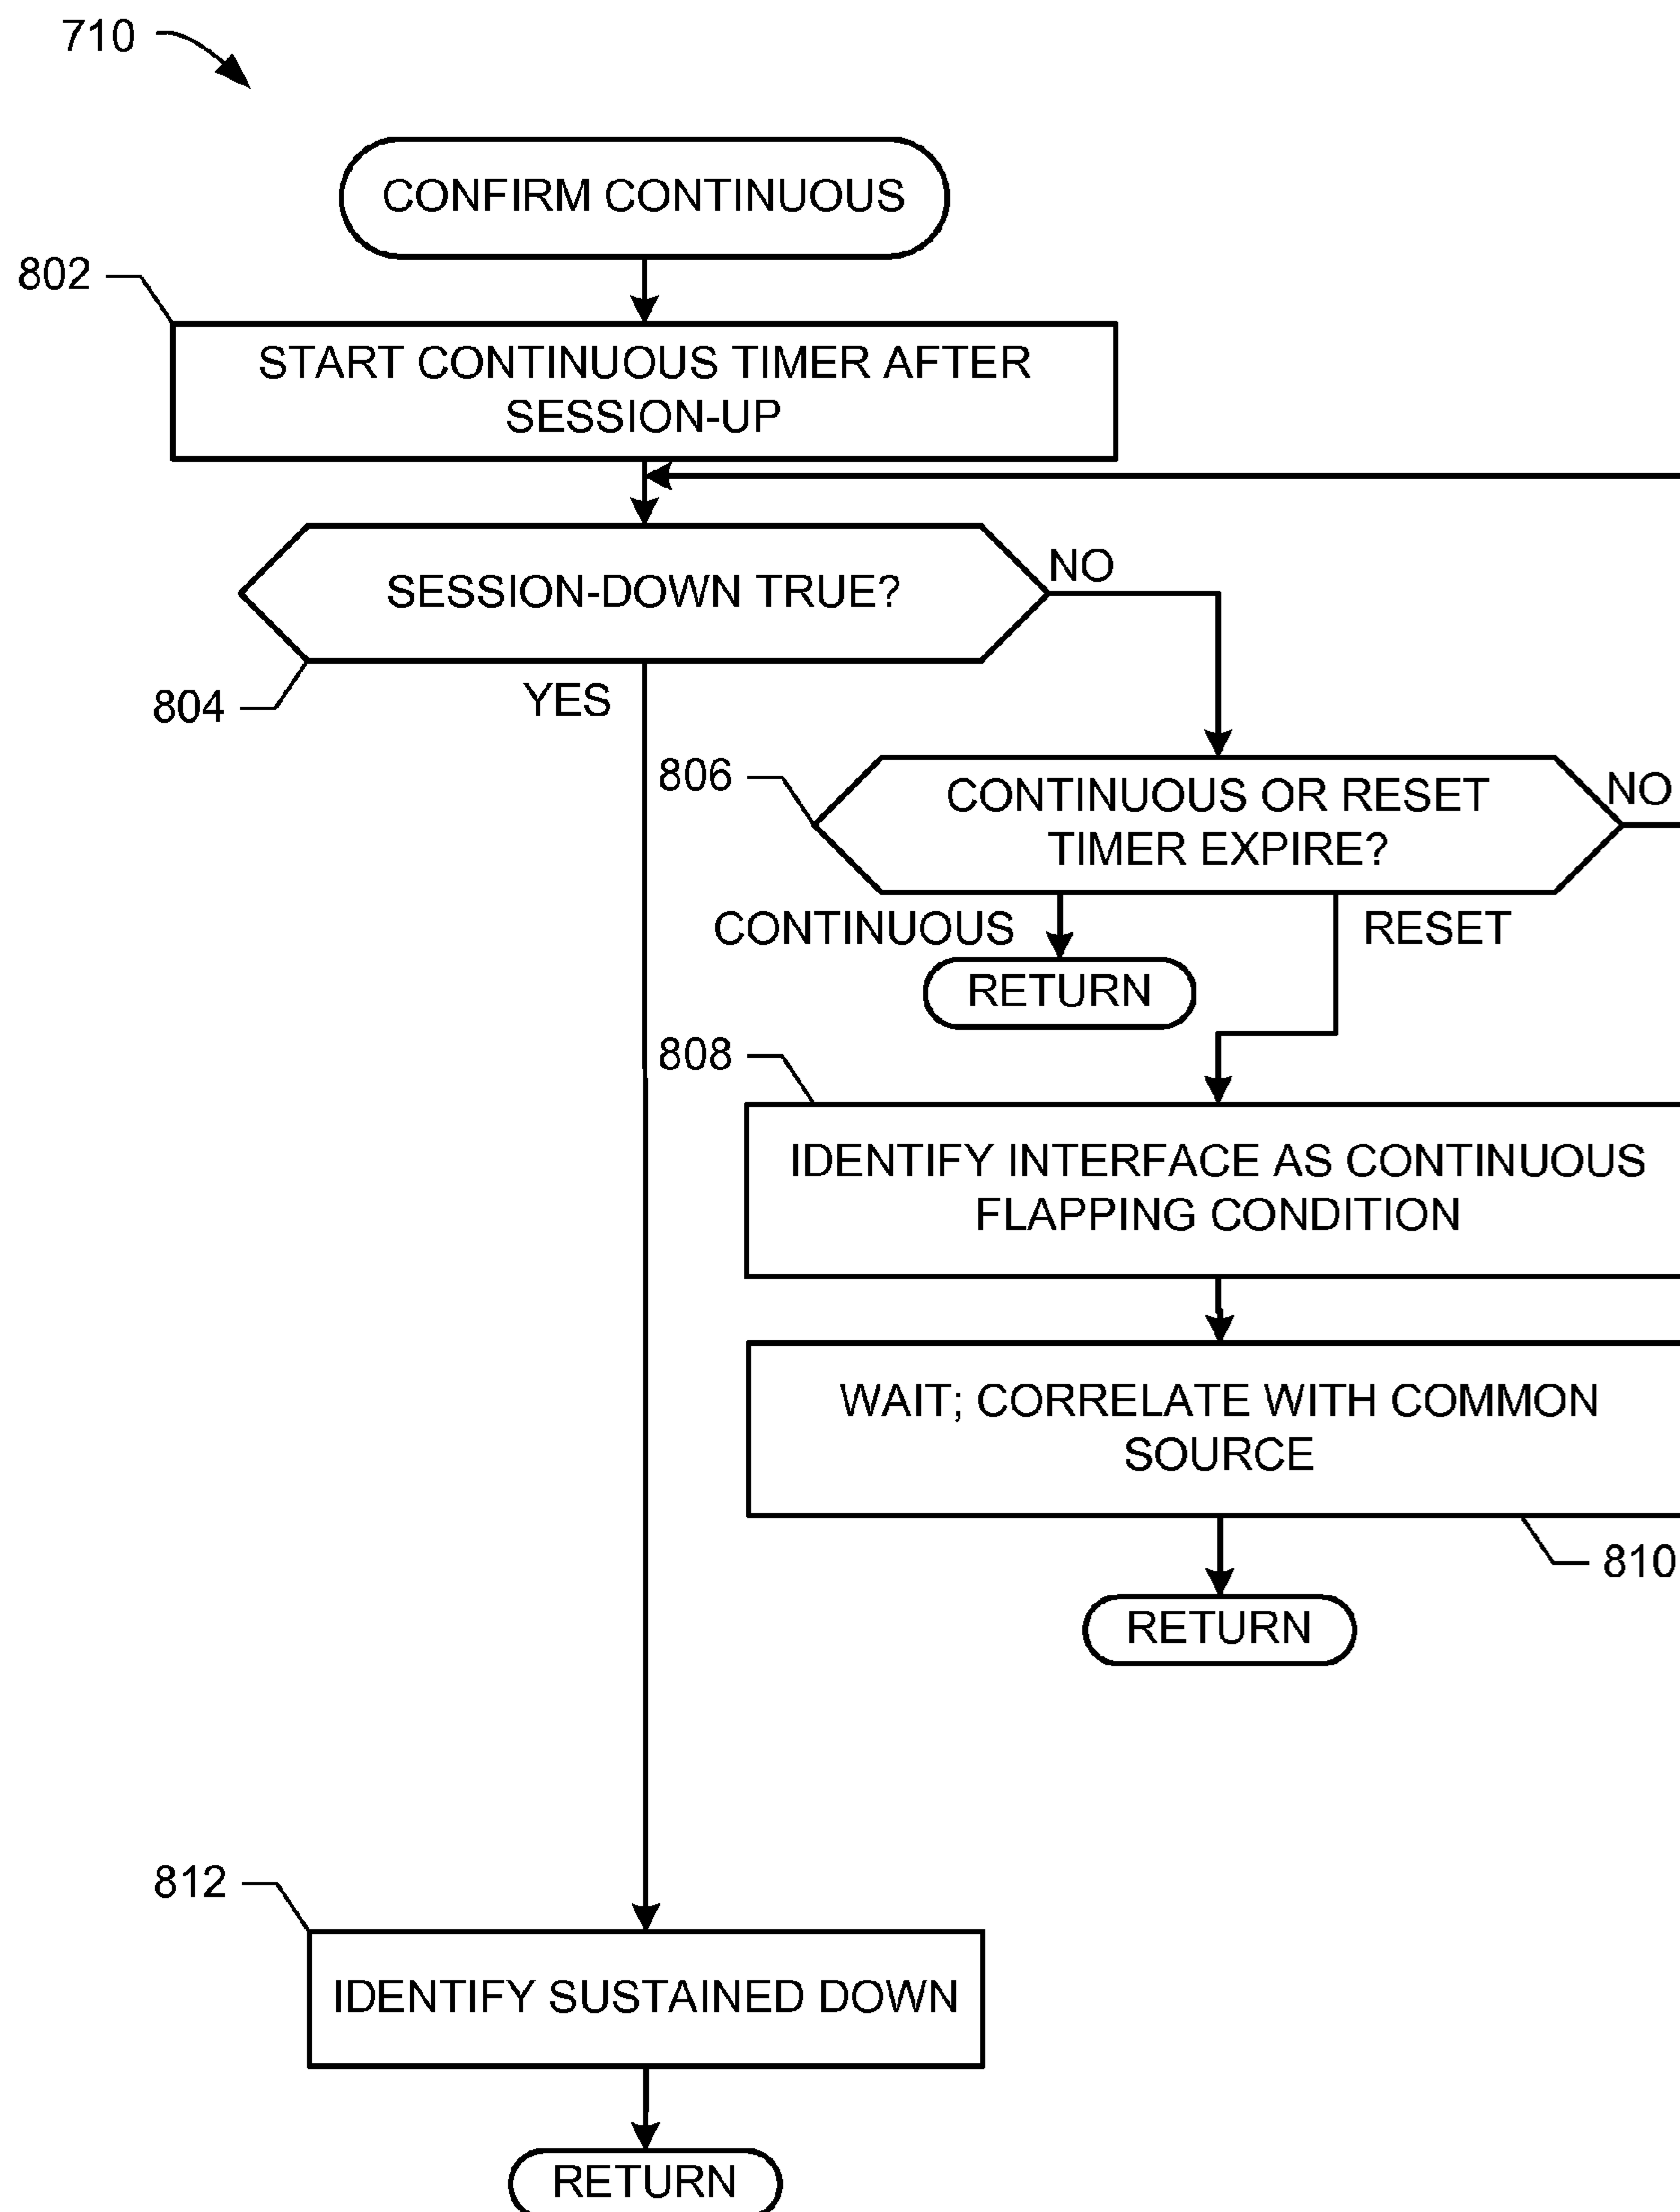 710
CONFIRM CONTINUOUS
802
START CONTINUOUS TIMER AFTER
SESSION-UP
SESSION-DOWN TRUE?
NO
804
YES
806
CONTINUOUS OR RESET
TIMER EXPIRE?
NO
CONTINUOUS
RESET
RETURN
808
IDENTIFY INTERFACE AS CONTINUOUS
FLAPPING CONDITION
WAIT; CORRELATE WITH COMMON
SOURCE
810
RETURN
812
IDENTIFY SUSTAINED DOWN
RETURN